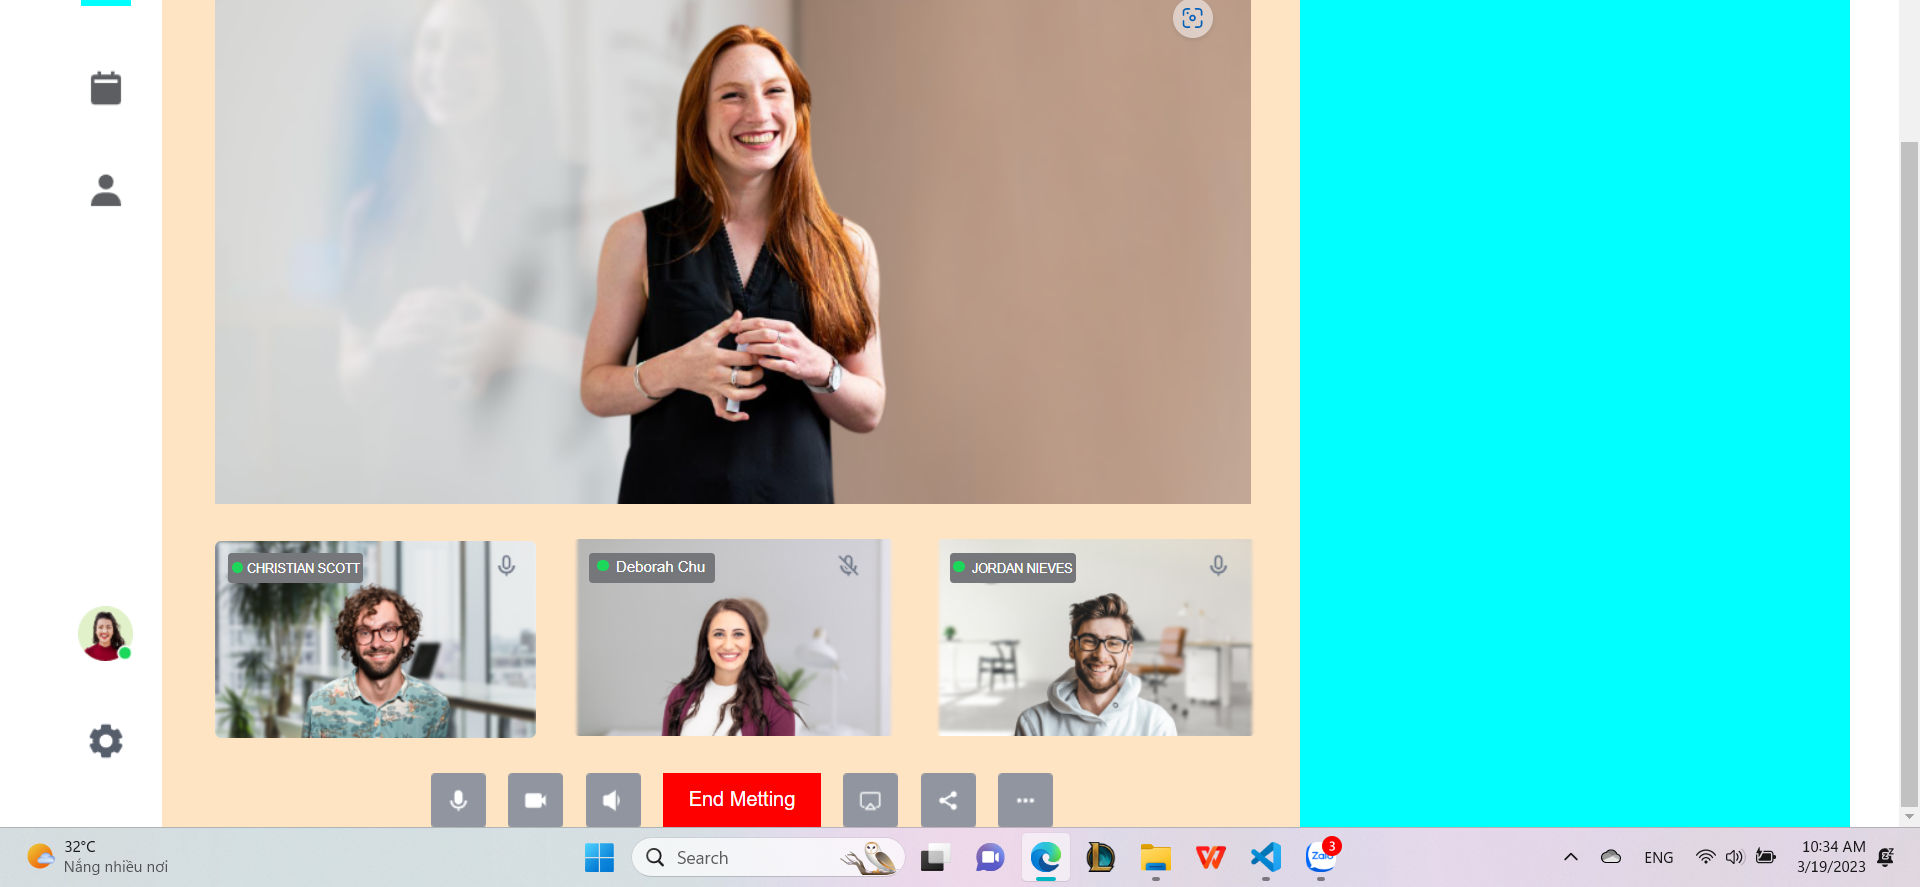 CHRISTIAN SCOTT
Deborah Chu
JORDAN NIEVES
End Metting
32°C
Nắng nhiều nơi
Search
Zalo
3
ENG
10:34 AM
3/19/2023